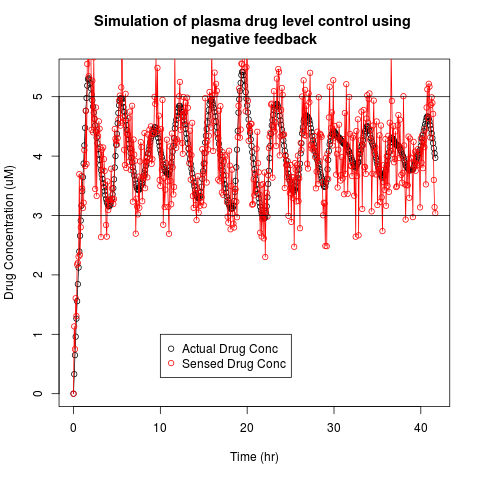 Simulation of plasma drug level control using
negative feedback
Drug Concentration (uM)
5
4
3
2
1
0
Actual Drug Conc
Sensed Drug Conc
0 10 20 30 40
Time (hr)